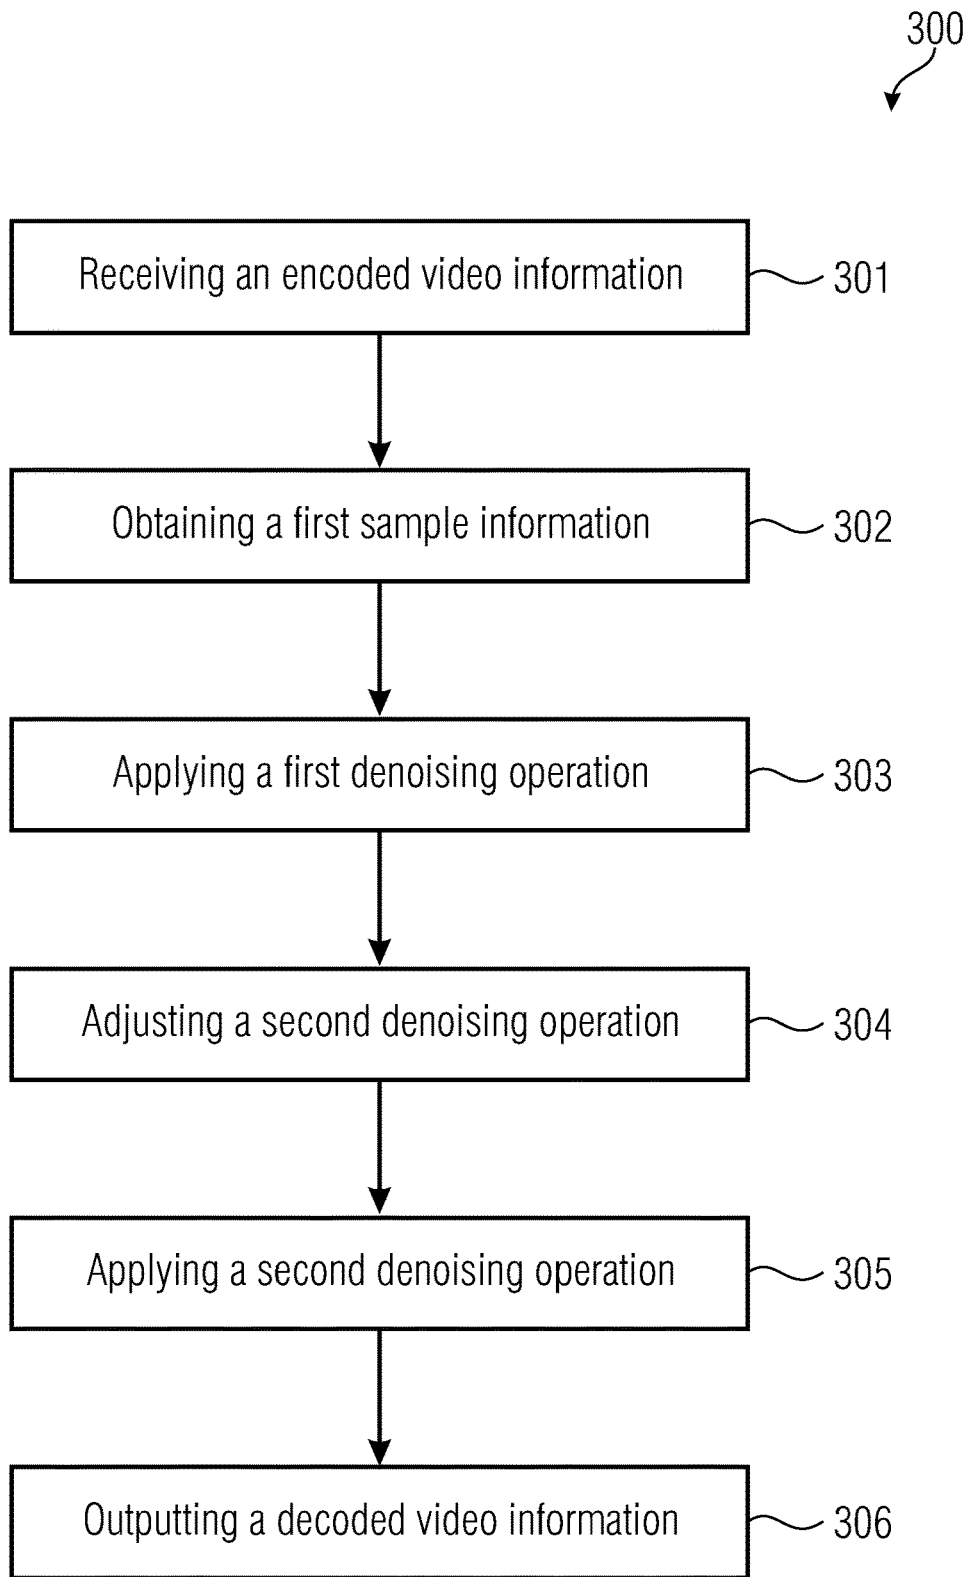 300
Receiving an encoded video information
301
Obtaining a first sample information
302
Applying a first denoising operation
303
Adjusting a second denoising operation
304
Applying a second denoising operation
305
Outputting a decoded video information
306